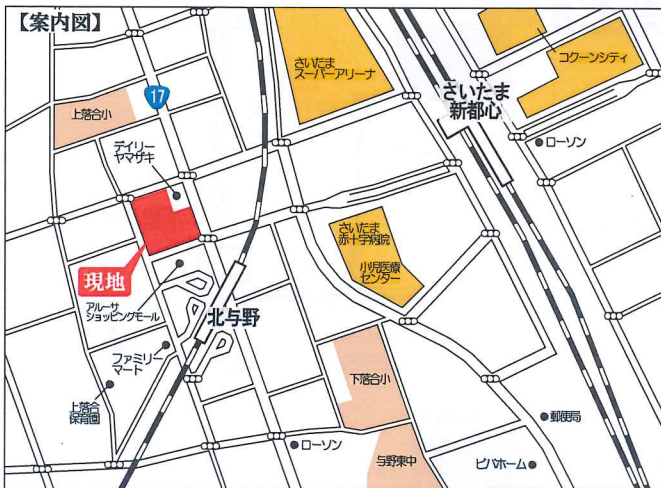 【案内図】
さいたま
スーパーアリーナ
コクーンシティ
さいたま
新都心
17
上落合小
デイリー
ヤマザキ
ローソン
さいたま
赤十字病院
小児医療
センター
現地
アルーサ
ショッピングモール
北与野
ファミリー
マート
下落合小
上落合
保育園
郵便局
ローソン
与野東中
ビバホーム